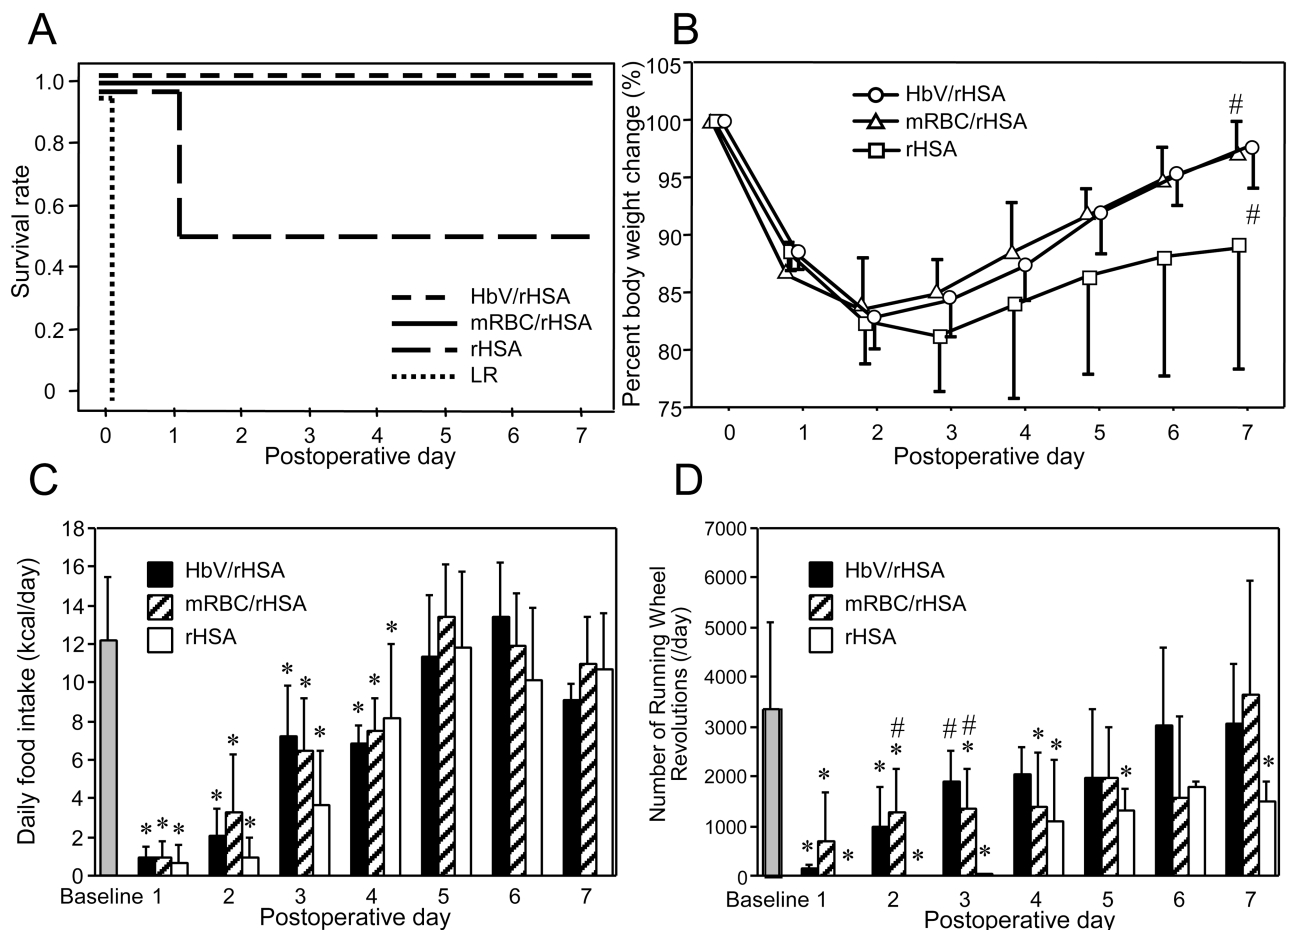 A
Survival rate
1.0
0.8
0.6
0.4
0.2
0
HbV/rHSA
mRBC/rHSA
rHSA
LR
0 1 2 3 4 5 6 7
Postoperative day
B
Percent body weight change (%)
105
100
95
90
85
80
75
HbV/rHSA
mRBC/rHSA
rHSA
#
#
0 1 2 3 4 5 6 7
Postoperative day
C
Daily food intake (kcal/day)
18
16
14
12
10
8
6
4
2
0
HbV/rHSA
mRBC/rHSA
rHSA
* * * * * * * * * * * *
Baseline 1 2 3 4 5 6 7
Postoperative day
D
Number of Running Wheel
Revolutions (/day)
7000
6000
5000
4000
3000
2000
1000
0
HbV/rHSA
mRBC/rHSA
rHSA
# # #
* * * * * * * * * * * *
Baseline 1 2 3 4 5 6 7
Postoperative day